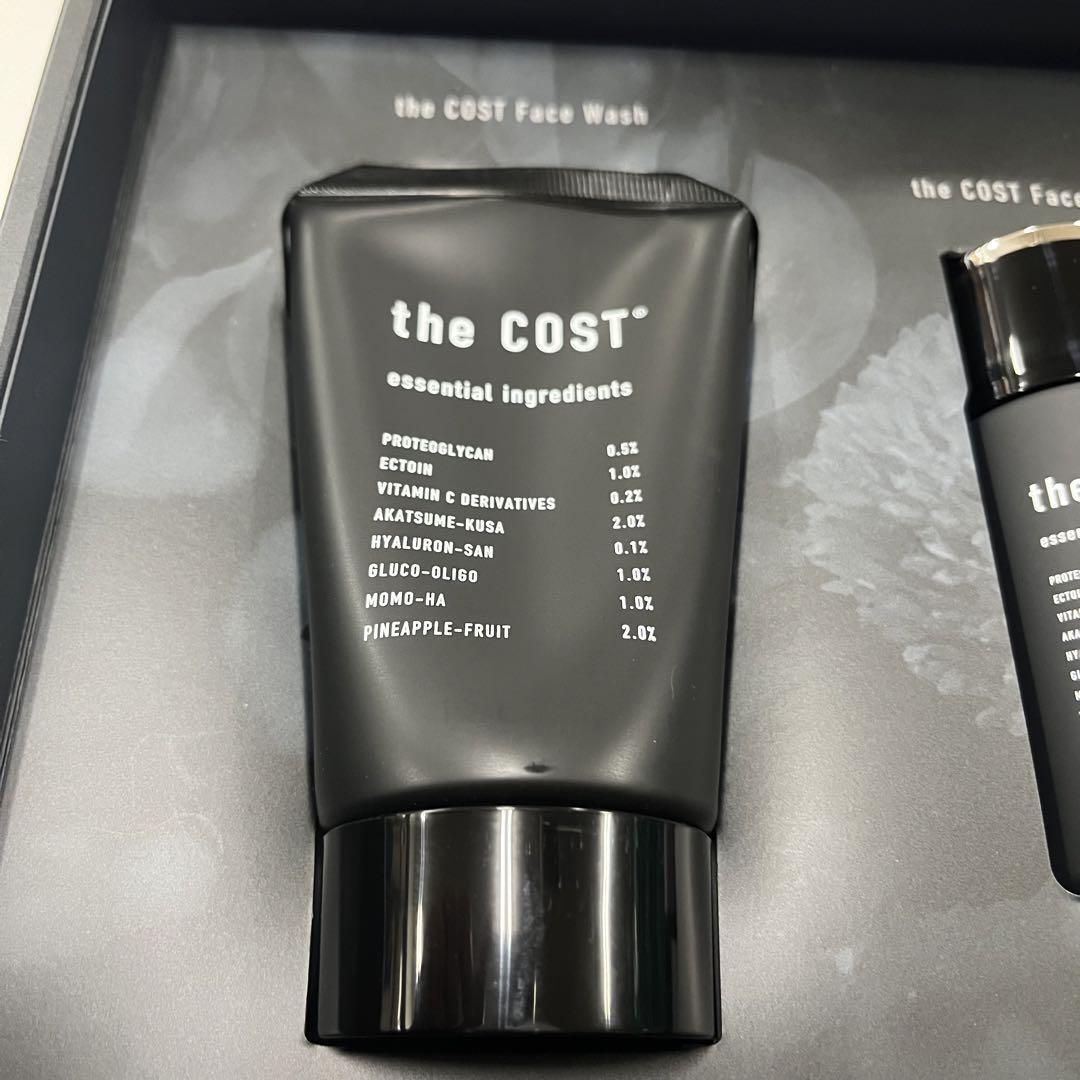 the COST Face Wash
the COST Face
the COST®
essential ingredients
PROTEOGLYCAN 0.5%
ECTOIN 1.0%
VITAMIN C DERIVATIVES 0.2%
AKATSUME-KUSA 2.0%
HYALURON-SAN 0.1%
GLUCO-OLIGO 1.0%
MOMO-HA 1.0%
PINEAPPLE-FRUIT 2.0%
the